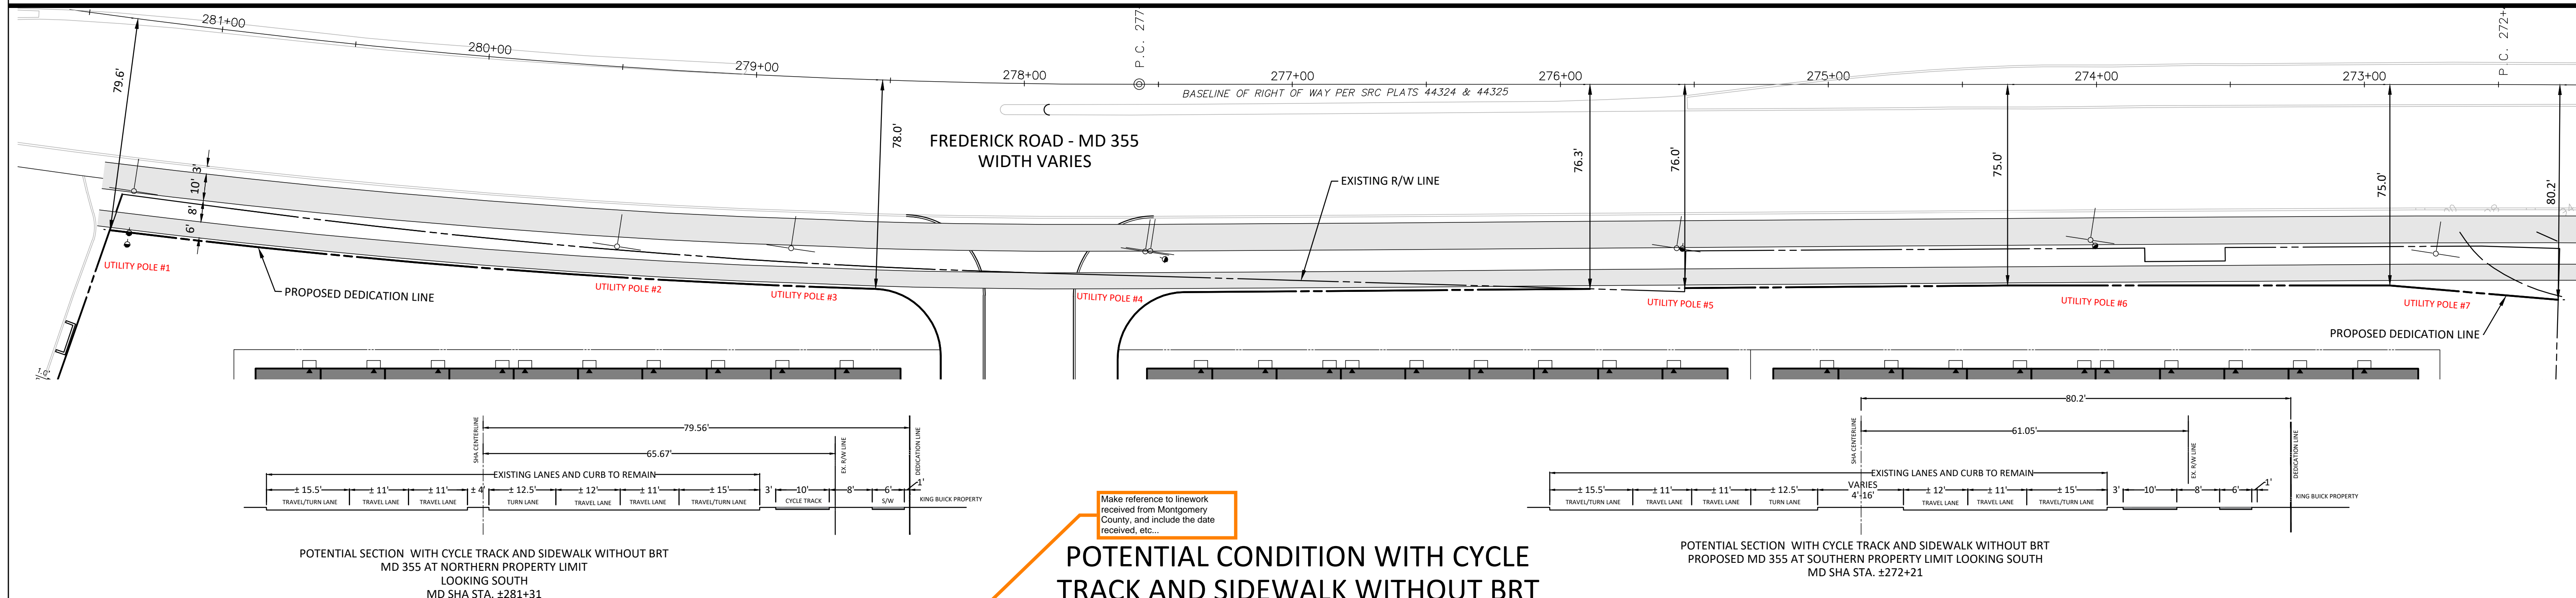 281+00
280+00
279+00
278+00
P.C. 277
277+00
276+00
275+00
274+00
273+00
P.C. 272+
BASELINE OF RIGHT OF WAY PER SRC PLATS 44324 & 44325
79.6'
78.0'
76.3'
76.0'
75.0'
75.0'
80.2'
FREDERICK ROAD - MD 355
WIDTH VARIES
EXISTING R/W LINE
3'
10'
8'
6'
UTILITY POLE #1
PROPOSED DEDICATION LINE
UTILITY POLE #2
UTILITY POLE #3
UTILITY POLE #4
UTILITY POLE #5
UTILITY POLE #6
UTILITY POLE #7
PROPOSED DEDICATION LINE
SHA CENTERLINE
79.56'
65.67'
EX. R/W LINE
DEDICATION LINE
EXISTING LANES AND CURB TO REMAIN
± 15.5'
± 11'
± 11'
± 4'
± 12.5'
± 12'
± 11'
± 15'
3'
10'
8'
6'
1'
TRAVEL/TURN LANE
TRAVEL LANE
TRAVEL LANE
TURN LANE
TRAVEL LANE
TRAVEL LANE
TRAVEL/TURN LANE
CYCLE TRACK
S/W
KING BUICK PROPERTY
POTENTIAL SECTION WITH CYCLE TRACK AND SIDEWALK WITHOUT BRT
MD 355 AT NORTHERN PROPERTY LIMIT
LOOKING SOUTH
MD SHA STA. ±281+31
Make reference to linework
received from Montgomery
County, and include the date
received, etc...
POTENTIAL CONDITION WITH CYCLE
TRACK AND SIDEWALK WITHOUT BRT
80.2'
SHA CENTERLINE
61.05'
EX. R/W LINE
DEDICATION LINE
EXISTING LANES AND CURB TO REMAIN
± 15.5'
± 11'
± 11'
± 12.5'
VARIES
4'-16'
± 12'
± 11'
± 15'
3'
10'
8'
6'
1'
TRAVEL/TURN LANE
TRAVEL LANE
TRAVEL LANE
TURN LANE
TRAVEL LANE
TRAVEL LANE
TRAVEL/TURN LANE
KING BUICK PROPERTY
POTENTIAL SECTION WITH CYCLE TRACK AND SIDEWALK WITHOUT BRT
PROPOSED MD 355 AT SOUTHERN PROPERTY LIMIT LOOKING SOUTH
MD SHA STA. ±272+21